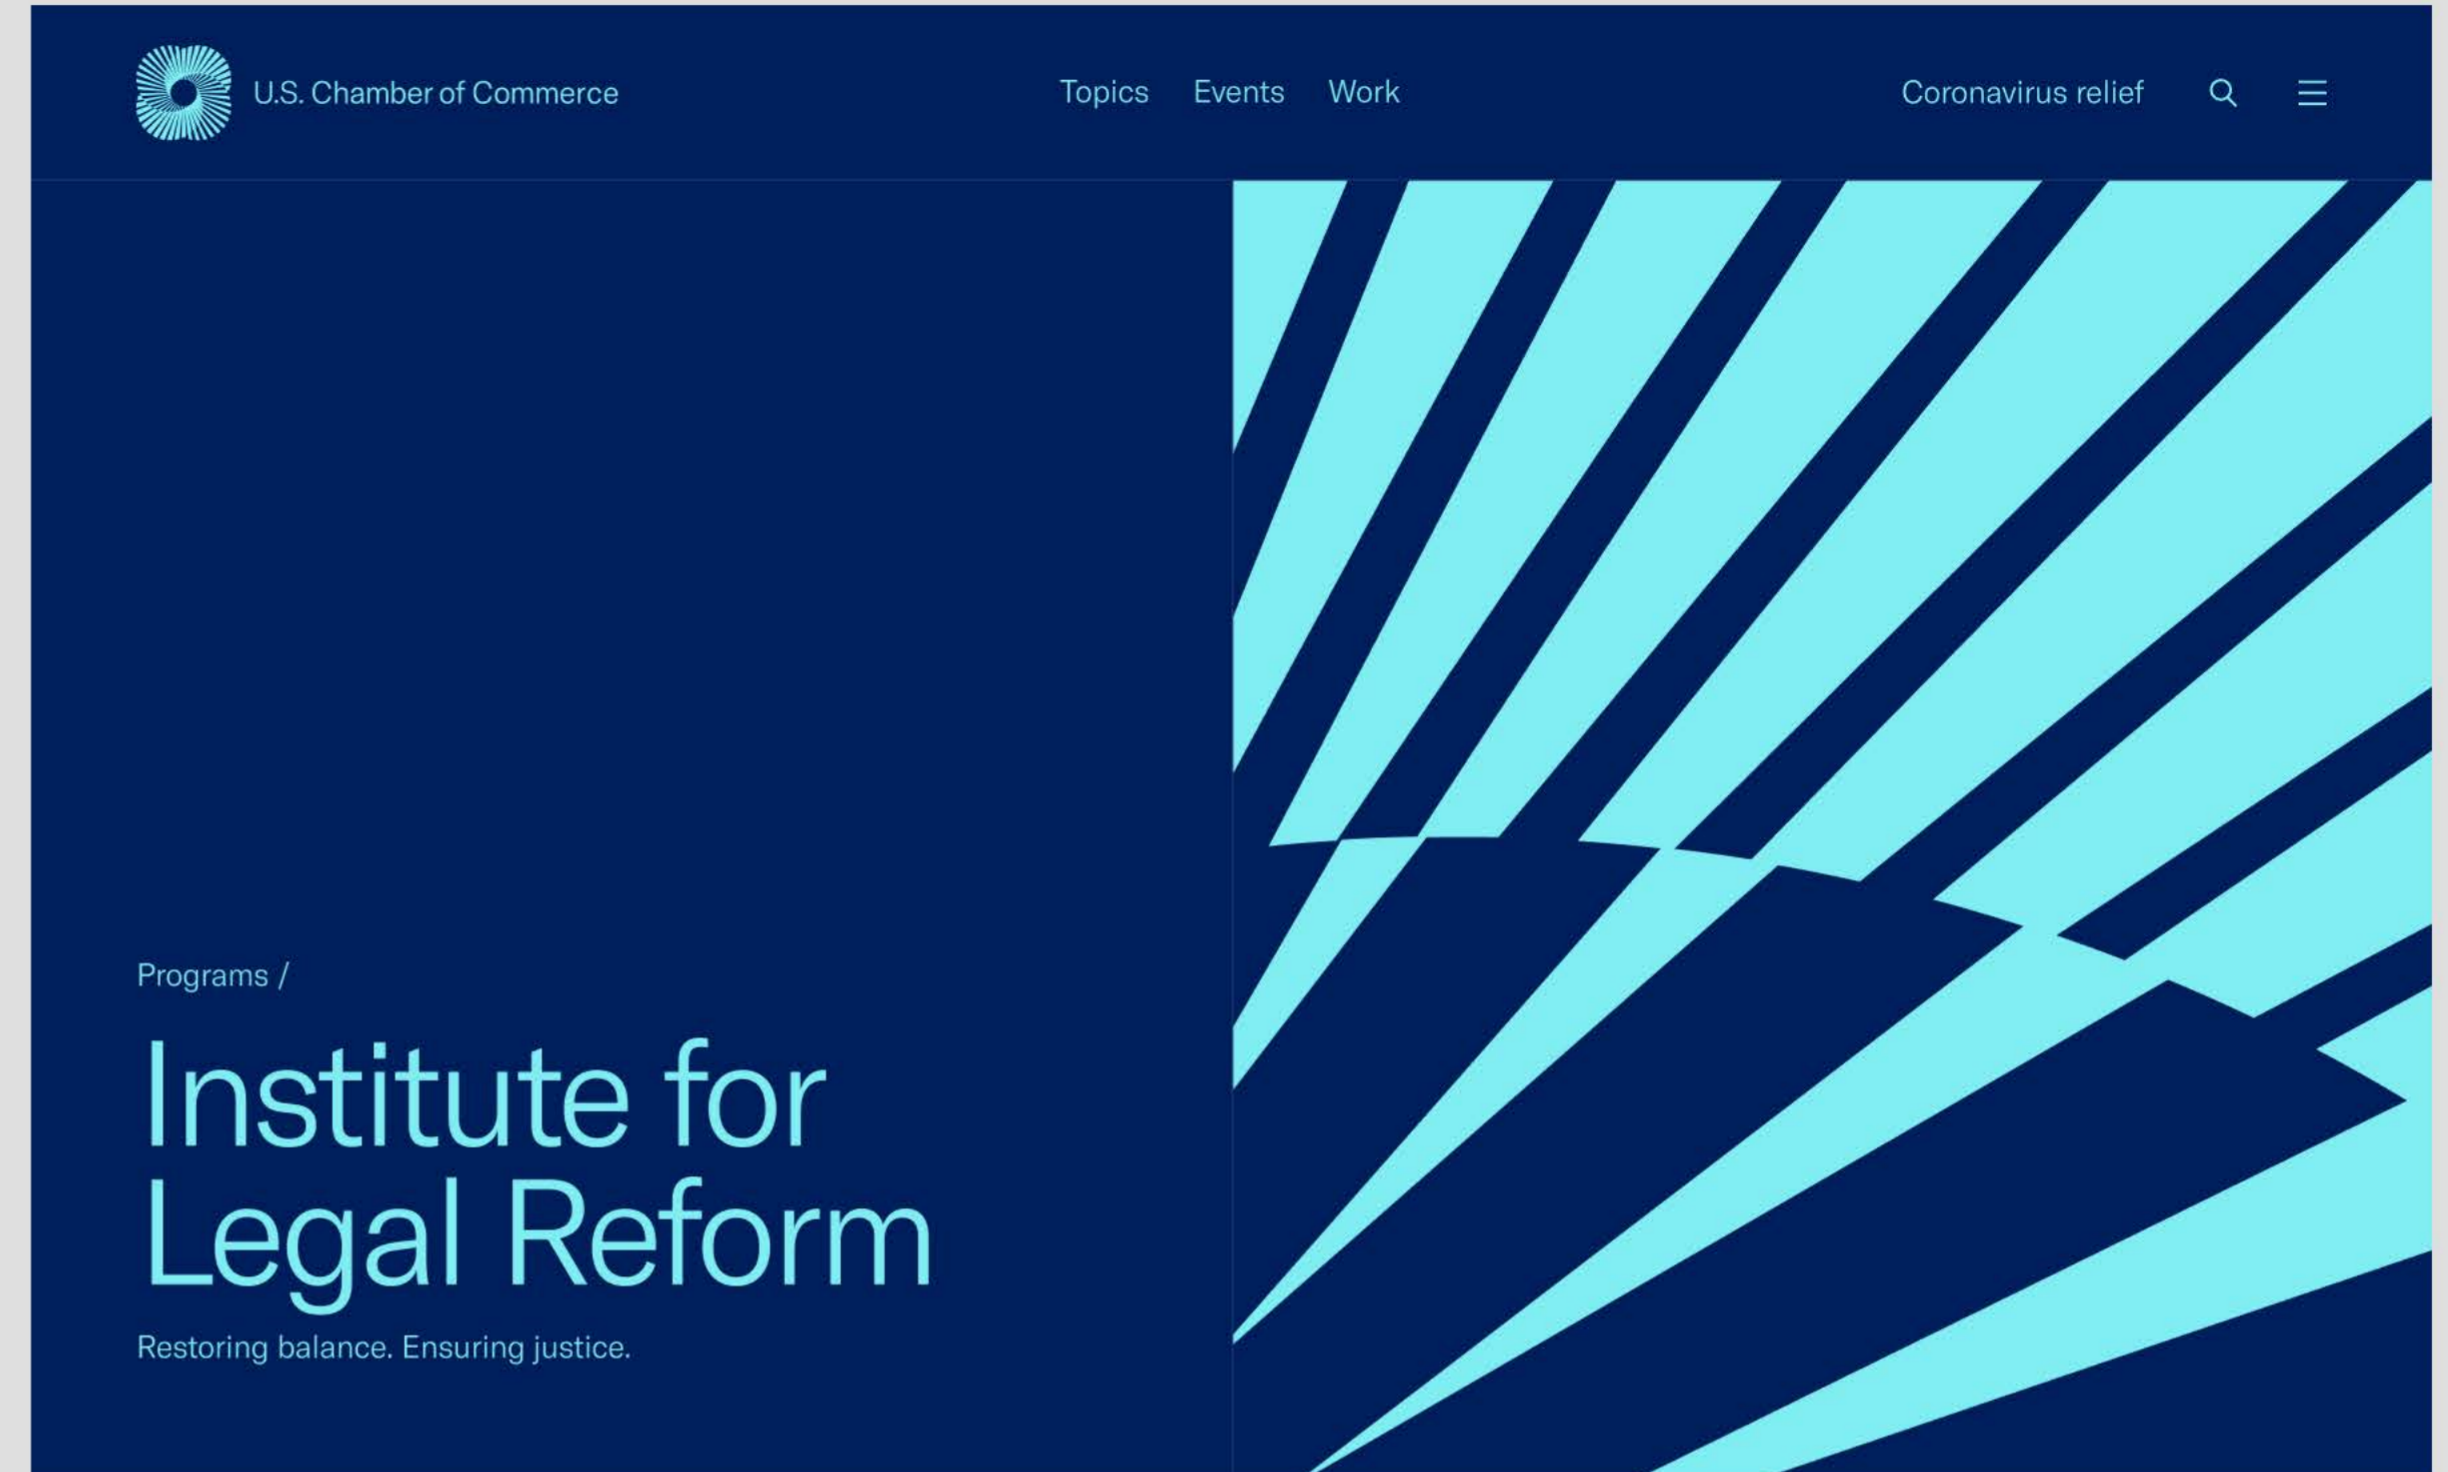 U.S. Chamber of Commerce
Topics Events Work
Coronavirus relief
Programs /
Institute for
Legal Reform
Restoring balance. Ensuring justice.